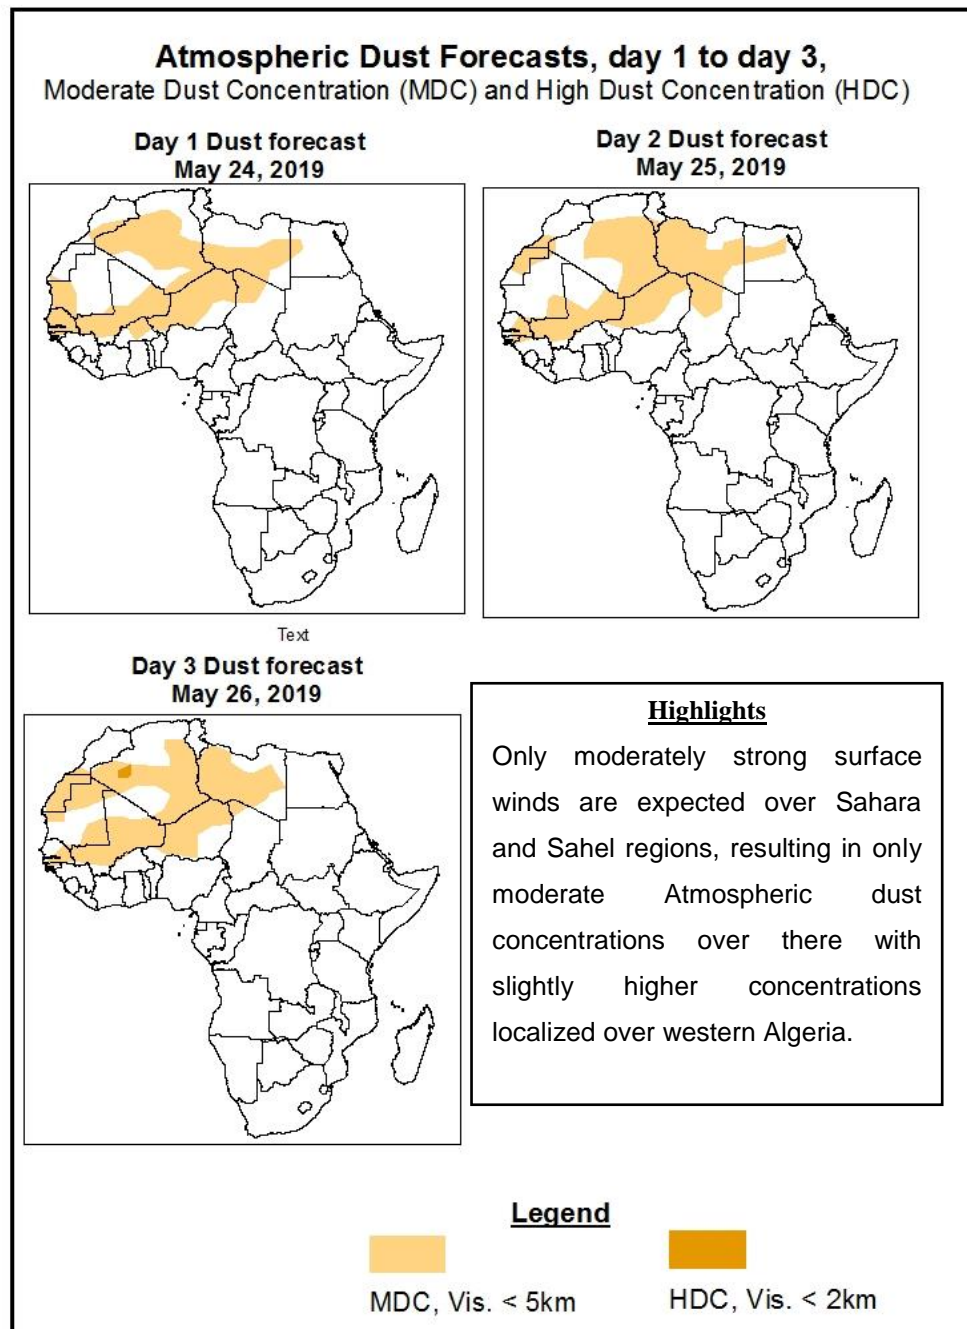 Atmospheric Dust Forecasts, day 1 to day 3,
Moderate Dust Concentration (MDC) and High Dust Concentration (HDC)
Day 1 Dust forecast
May 24, 2019
Day 2 Dust forecast
May 25, 2019
Text
Day 3 Dust forecast
May 26, 2019
Highlights
Only moderately strong surface
winds are expected over Sahara
and Sahel regions, resulting in only
moderate Atmospheric dust
concentrations over there with
slightly higher concentrations
localized over western Algeria.
Legend
MDC, Vis. < 5km
HDC, Vis. < 2km